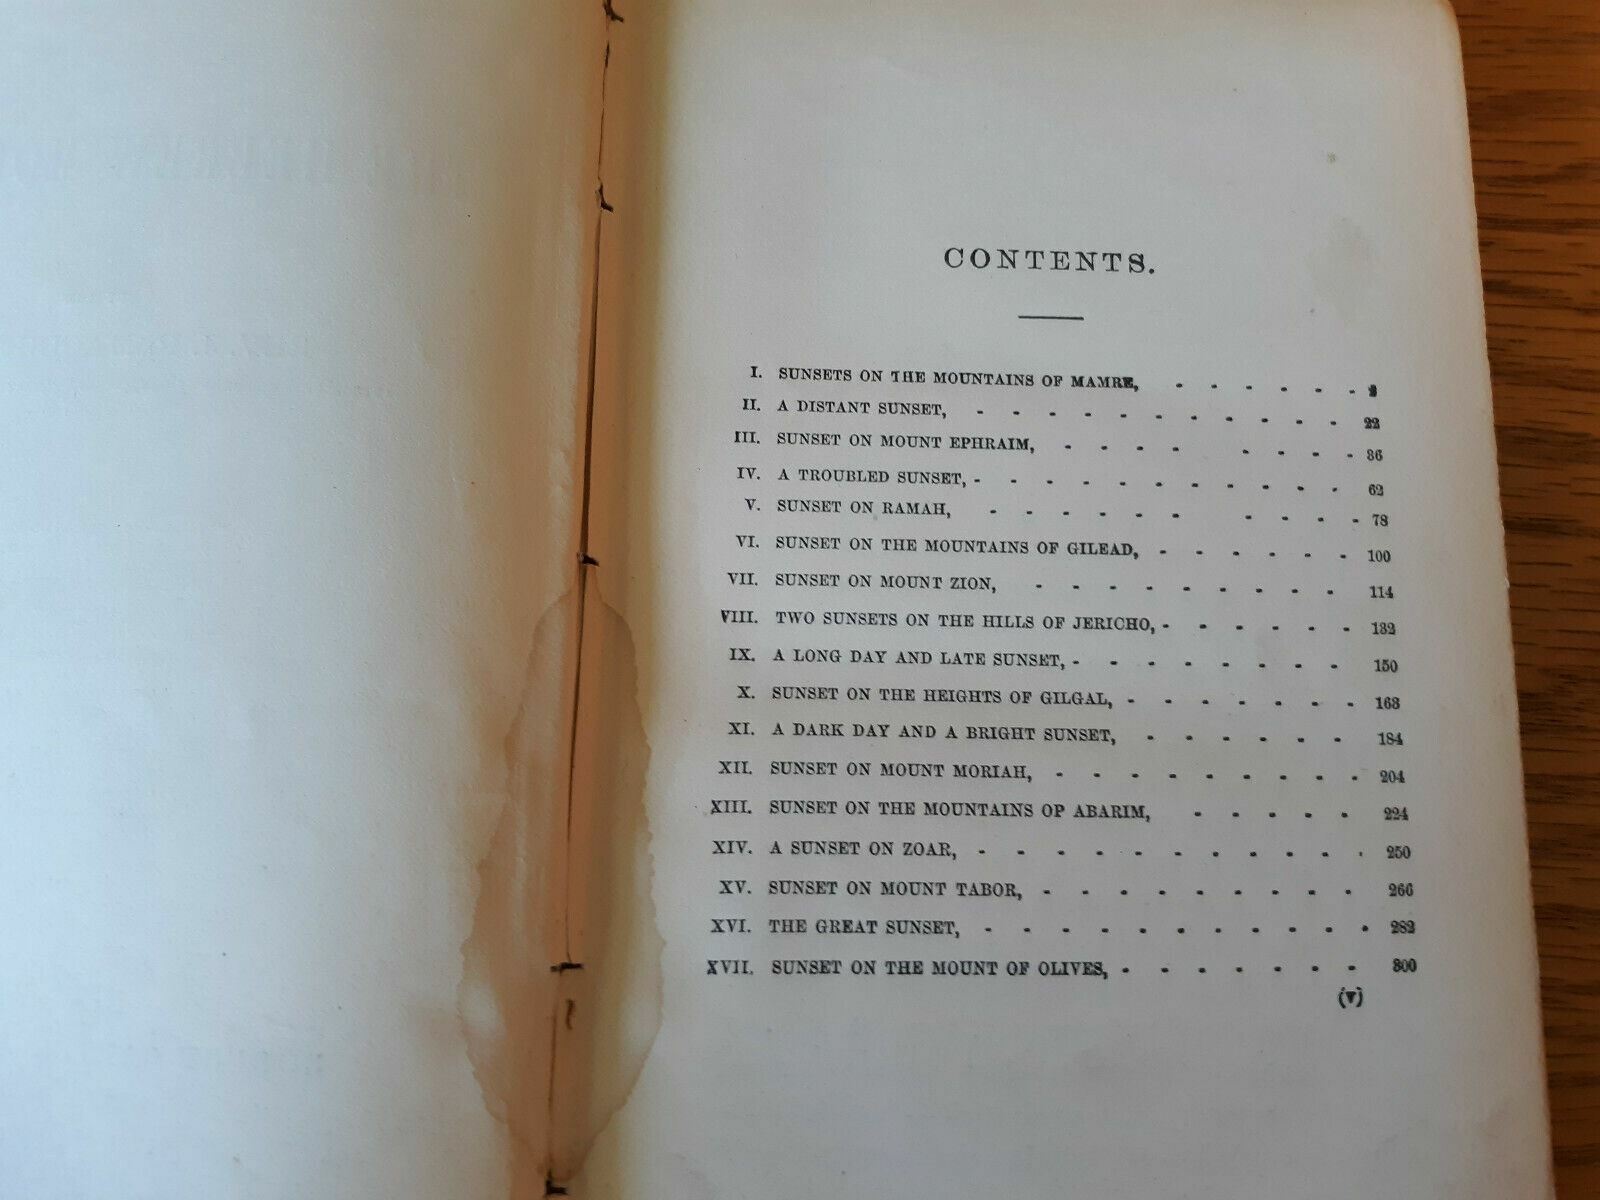 CONTENTS.
I. SUNSETS ON THE MOUNTAINS OF MAMRE, - - - - - -
II. A DISTANT SUNSET, - - - - - - - - - - - 22
III. SUNSET ON MOUNT EPHRAIM, - - - - - - - - 36
IV. A TROUBLED SUNSET, - - - - - - - - - - - 62
V. SUNSET ON RAMAH, - - - - - - - - - - 78
VI. SUNSET ON THE MOUNTAINS OF GILEAD, - - - - - - 100
VII. SUNSET ON MOUNT ZION, - - - - - - - - - 114
VIII. TWO SUNSETS ON THE HILLS OF JERICHO, - - - - - - 132
IX. A LONG DAY AND LATE SUNSET, - - - - - - - - 150
X. SUNSET ON THE HEIGHTS OF GILGAL, - - - - - - - 168
XI. A DARK DAY AND A BRIGHT SUNSET, - - - - - - 184
XII. SUNSET ON MOUNT MORIAH, - - - - - - - - - 204
XIII. SUNSET ON THE MOUNTAINS OF ABARIM, - - - - - 224
XIV. A SUNSET ON ZOAR, - - - - - - - - - - - 250
XV. SUNSET ON MOUNT TABOR, - - - - - - - - - 266
XVI. THE GREAT SUNSET, - - - - - - - - - - - 282
XVII. SUNSET ON THE MOUNT OF OLIVES, - - - - - - - 300
(v)